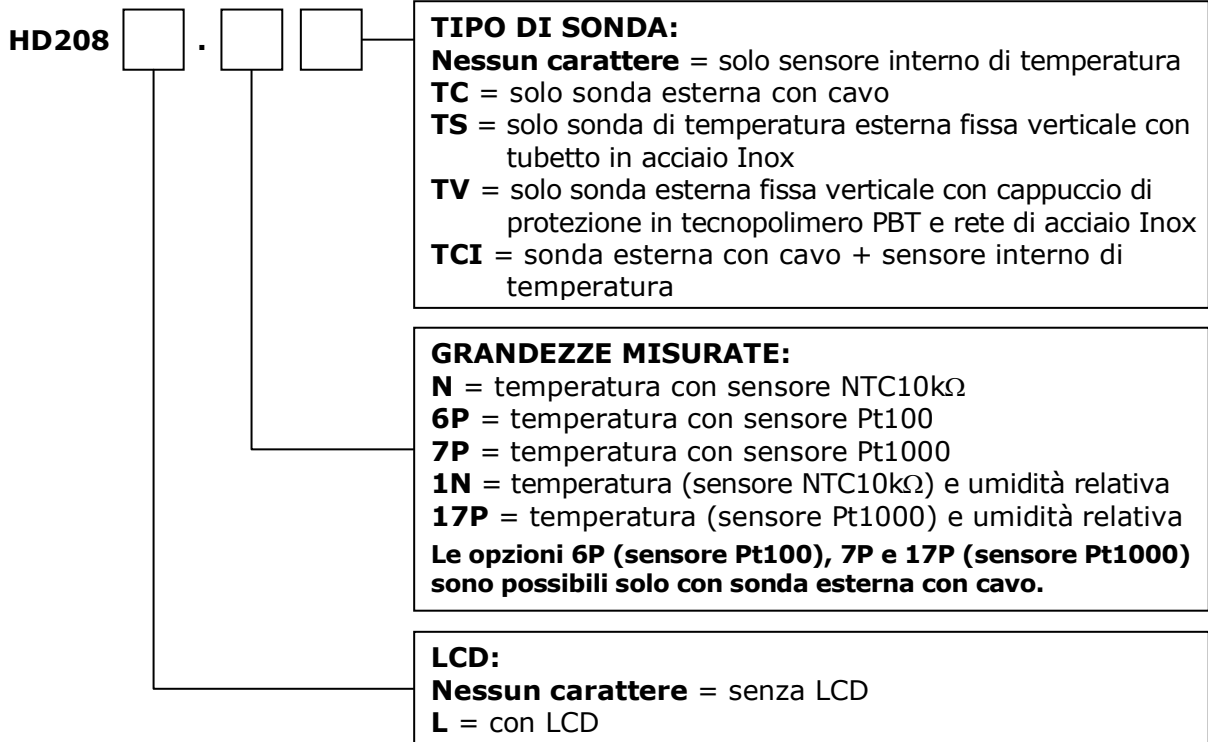 HD208 .
TIPO DI SONDA:
Nessun carattere = solo sensore interno di temperatura
TC = solo sonda esterna con cavo
TS = solo sonda di temperatura esterna fissa verticale con
tubetto in acciaio Inox
TV = solo sonda esterna fissa verticale con cappuccio di
protezione in tecnopolimero PBT e rete di acciaio Inox
TCI = sonda esterna con cavo + sensore interno di
temperatura
GRANDEZZE MISURATE:
N = temperatura con sensore NTC10kΩ
6P = temperatura con sensore Pt100
7P = temperatura con sensore Pt1000
1N = temperatura (sensore NTC10kΩ) e umidità relativa
17P = temperatura (sensore Pt1000) e umidità relativa
Le opzioni 6P (sensore Pt100), 7P e 17P (sensore Pt1000)
sono possibili solo con sonda esterna con cavo.
LCD:
Nessun carattere = senza LCD
L = con LCD